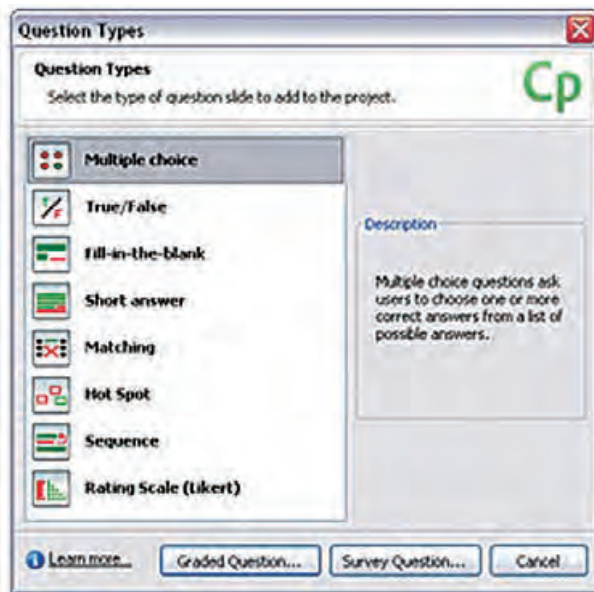 Question Types
Question Types
Select the type of question slide to add to the project.
Cp
Multiple choice
T/F
True/False
Fill-in-the-blank
Short answer
Matching
Hot Spot
Sequence
Rating Scale (Likert)
Description
Multiple choice questions ask
users to choose one or more
correct answers from a list of
possible answers.
Learn more...
Graded Question...
Survey Question...
Cancel